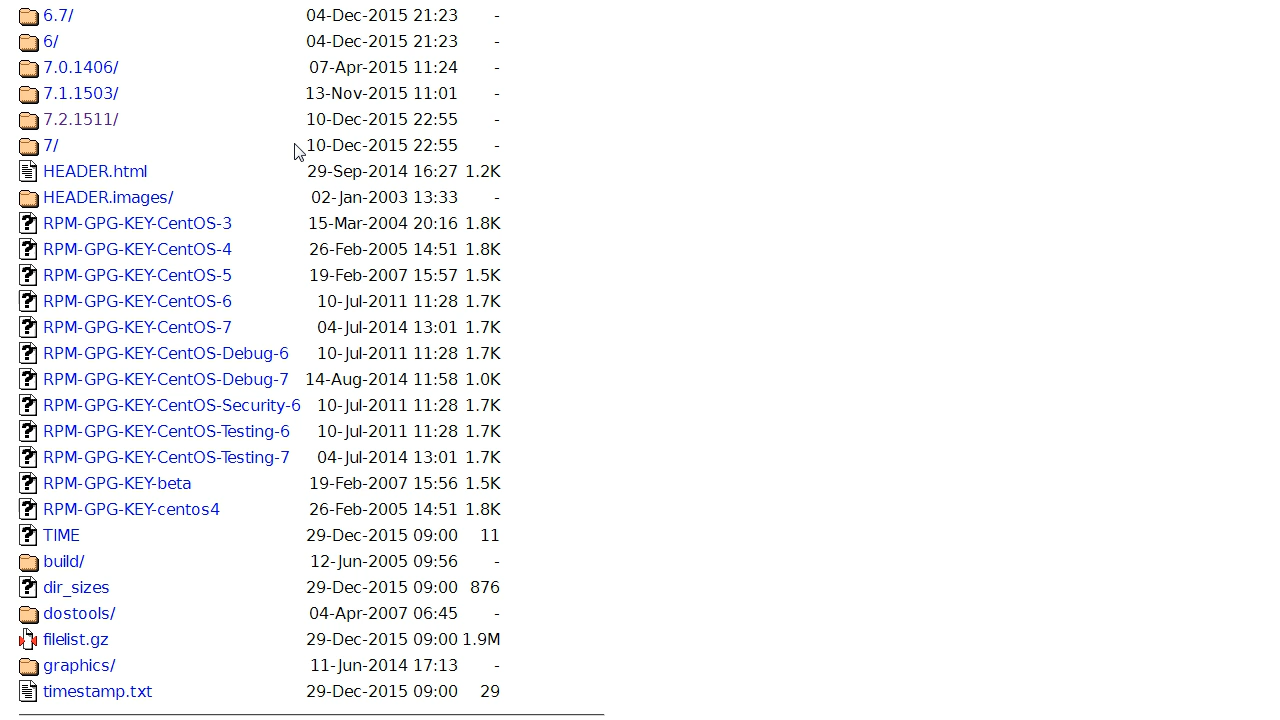 6.7/ 04-Dec-2015 21:23 -
6/ 04-Dec-2015 21:23 -
7.0.1406/ 07-Apr-2015 11:24 -
7.1.1503/ 13-Nov-2015 11:01 -
7.2.1511/ 10-Dec-2015 22:55 -
7/ 10-Dec-2015 22:55 -
HEADER.html 29-Sep-2014 16:27 1.2K
HEADER.images/ 02-Jan-2003 13:33 -
RPM-GPG-KEY-CentOS-3 15-Mar-2004 20:16 1.8K
RPM-GPG-KEY-CentOS-4 26-Feb-2005 14:51 1.8K
RPM-GPG-KEY-CentOS-5 19-Feb-2007 15:57 1.5K
RPM-GPG-KEY-CentOS-6 10-Jul-2011 11:28 1.7K
RPM-GPG-KEY-CentOS-7 04-Jul-2014 13:01 1.7K
RPM-GPG-KEY-CentOS-Debug-6 10-Jul-2011 11:28 1.7K
RPM-GPG-KEY-CentOS-Debug-7 14-Aug-2014 11:58 1.0K
RPM-GPG-KEY-CentOS-Security-6 10-Jul-2011 11:28 1.7K
RPM-GPG-KEY-CentOS-Testing-6 10-Jul-2011 11:28 1.7K
RPM-GPG-KEY-CentOS-Testing-7 04-Jul-2014 13:01 1.7K
RPM-GPG-KEY-beta 19-Feb-2007 15:56 1.5K
RPM-GPG-KEY-centos4 26-Feb-2005 14:51 1.8K
TIME 29-Dec-2015 09:00 11
build/ 12-Jun-2005 09:56 -
dir_sizes 29-Dec-2015 09:00 876
dostools/ 04-Apr-2007 06:45 -
filelist.gz 29-Dec-2015 09:00 1.9M
graphics/ 11-Jun-2014 17:13 -
timestamp.txt 29-Dec-2015 09:00 29